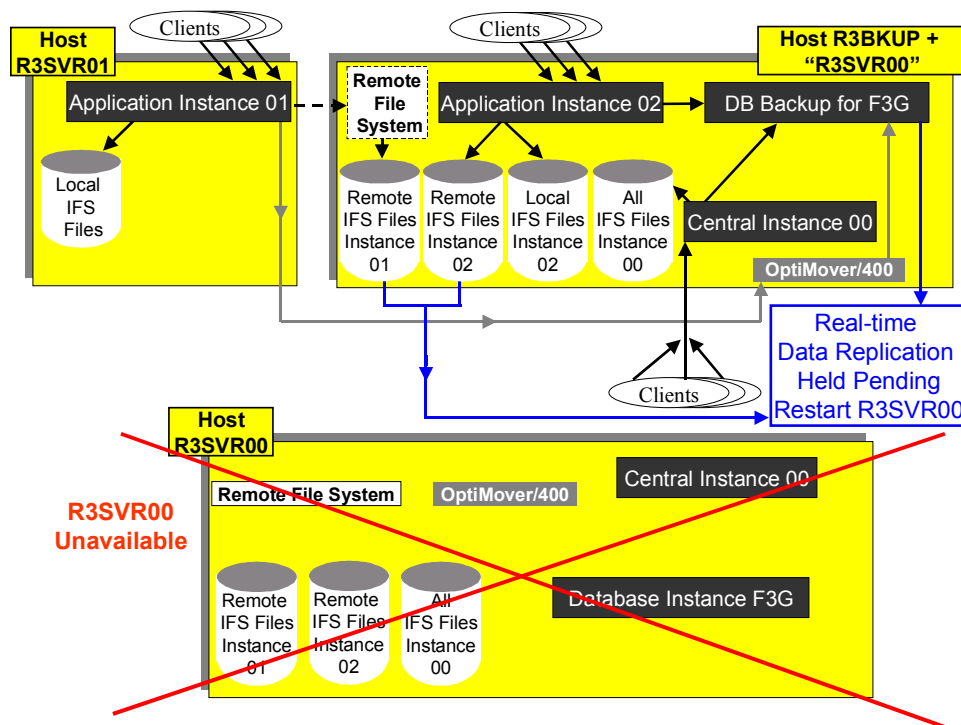 Clients
Clients
Host
R3SVR01
Host R3BKUP +
“R3SVR00”
Application Instance 01
Remote
File
System
Application Instance 02
DB Backup for F3G
Local
IFS
Files
Remote
IFS Files
Instance
01
Remote
IFS Files
Instance
02
Local
IFS Files
Instance
02
All
IFS Files
Instance
00
Central Instance 00
OptiMover/400
Real-time
Data Replication
Held Pending
Restart R3SVR00
Clients
Host
R3SVR00
R3SVR00
Unavailable
Remote File System
OptiMover/400
Central Instance 00
Remote
IFS Files
Instance
01
Remote
IFS Files
Instance
02
All
IFS Files
Instance
00
Database Instance F3G